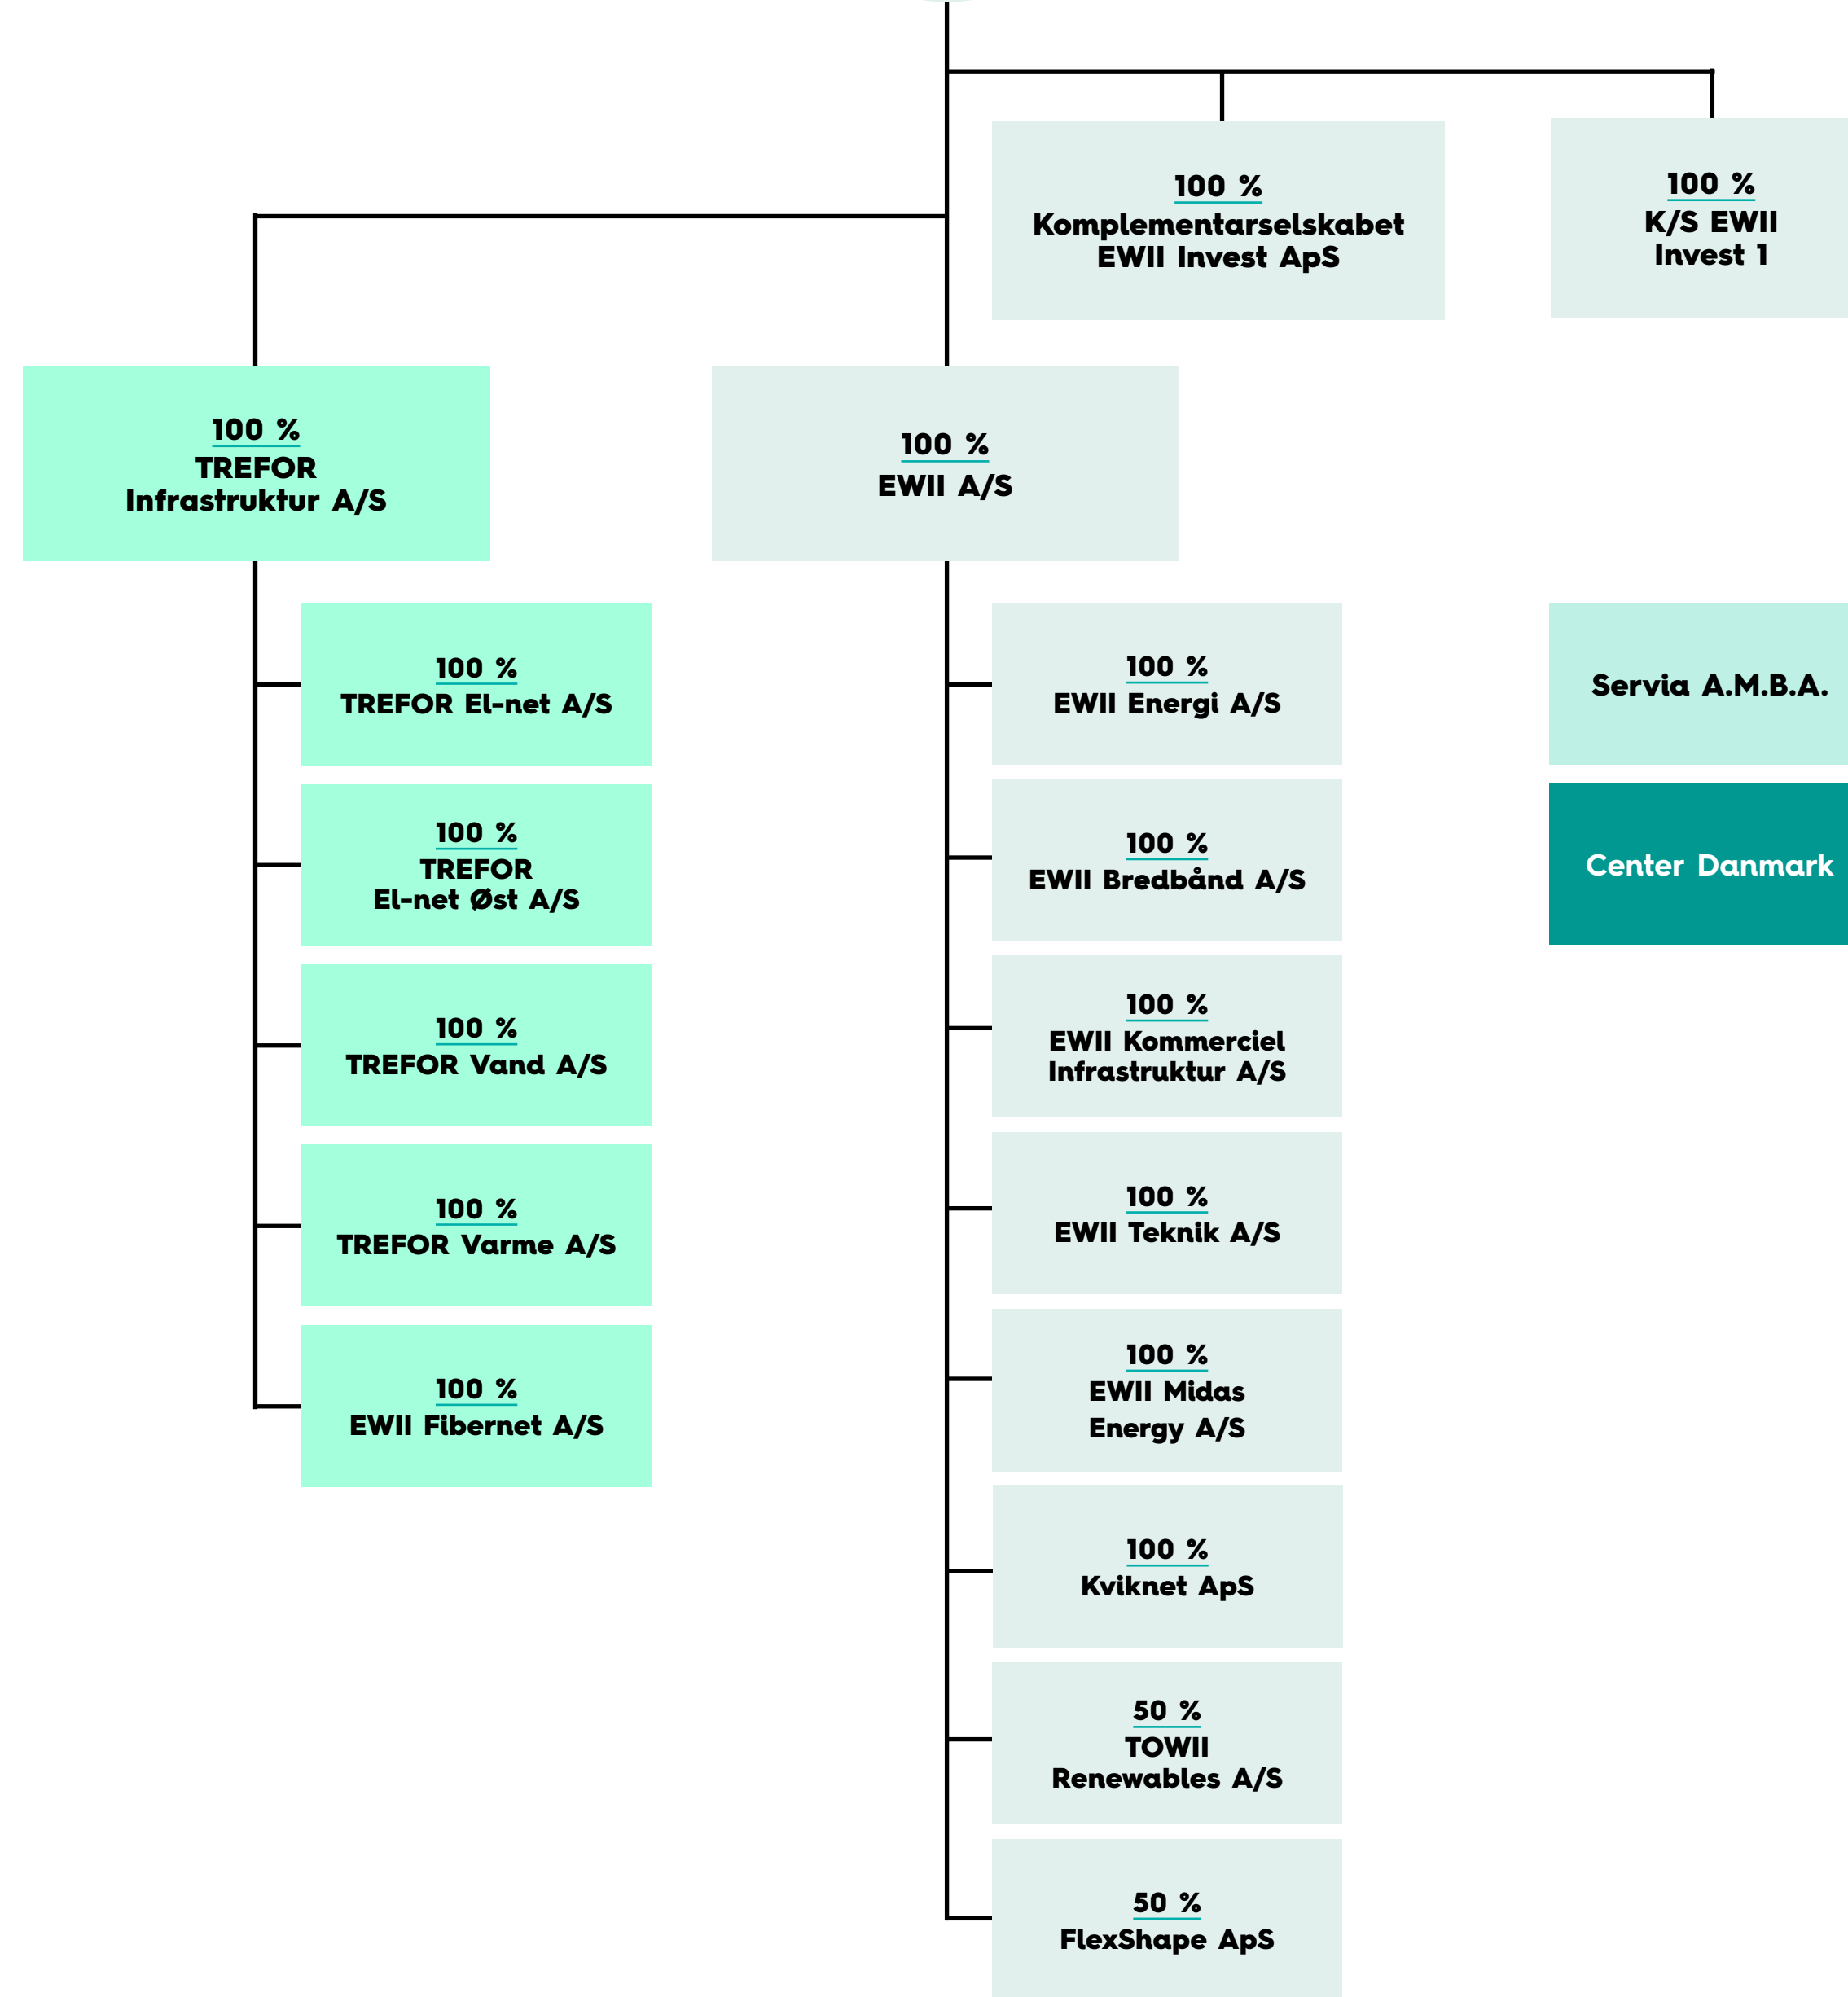 100 %
Komplementarselskabet
EWII Invest ApS
100 %
K/S EWII
Invest 1
100 %
TREFOR
Infrastruktur A/S
100 %
EWII A/S
100 %
TREFOR El-net A/S
100 %
TREFOR
El-net Øst A/S
100 %
TREFOR Vand A/S
100 %
TREFOR Varme A/S
100 %
EWII Fibernet A/S
100 %
EWII Energi A/S
100 %
EWII Bredbånd A/S
100 %
EWII Kommerciel
Infrastruktur A/S
100 %
EWII Teknik A/S
100 %
EWII Midas
Energy A/S
100 %
Kviknet ApS
50 %
TOWII
Renewables A/S
50 %
FlexShape ApS
Servia A.M.B.A.
Center Danmark